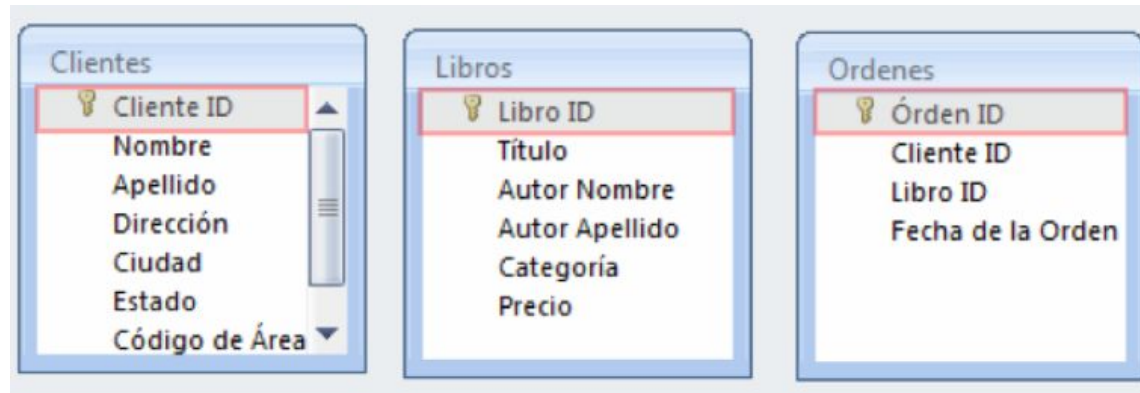 Clientes
Cliente ID
Nombre
Apellido
Dirección
Ciudad
Estado
Código de Área
Libros
Libro ID
Título
Autor Nombre
Autor Apellido
Categoría
Precio
Ordenes
Órden ID
Cliente ID
Libro ID
Fecha de la Orden